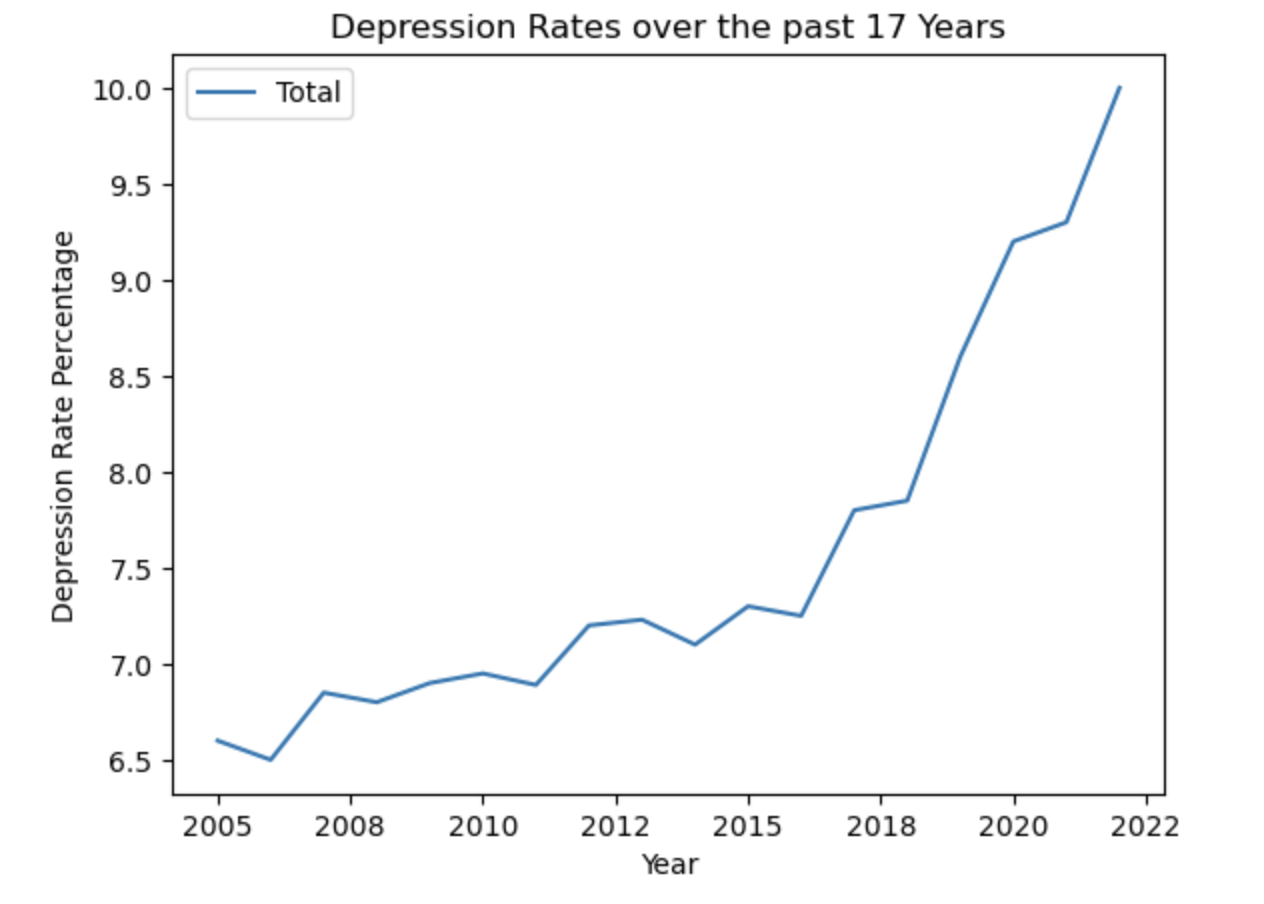 Depression Rates over the past 17 Years
Total
10.0
9.5
9.0
8.5
8.0
7.5
7.0
6.5
Depression Rate Percentage
2005 2008 2010 2012 2015 2018 2020 2022
Year